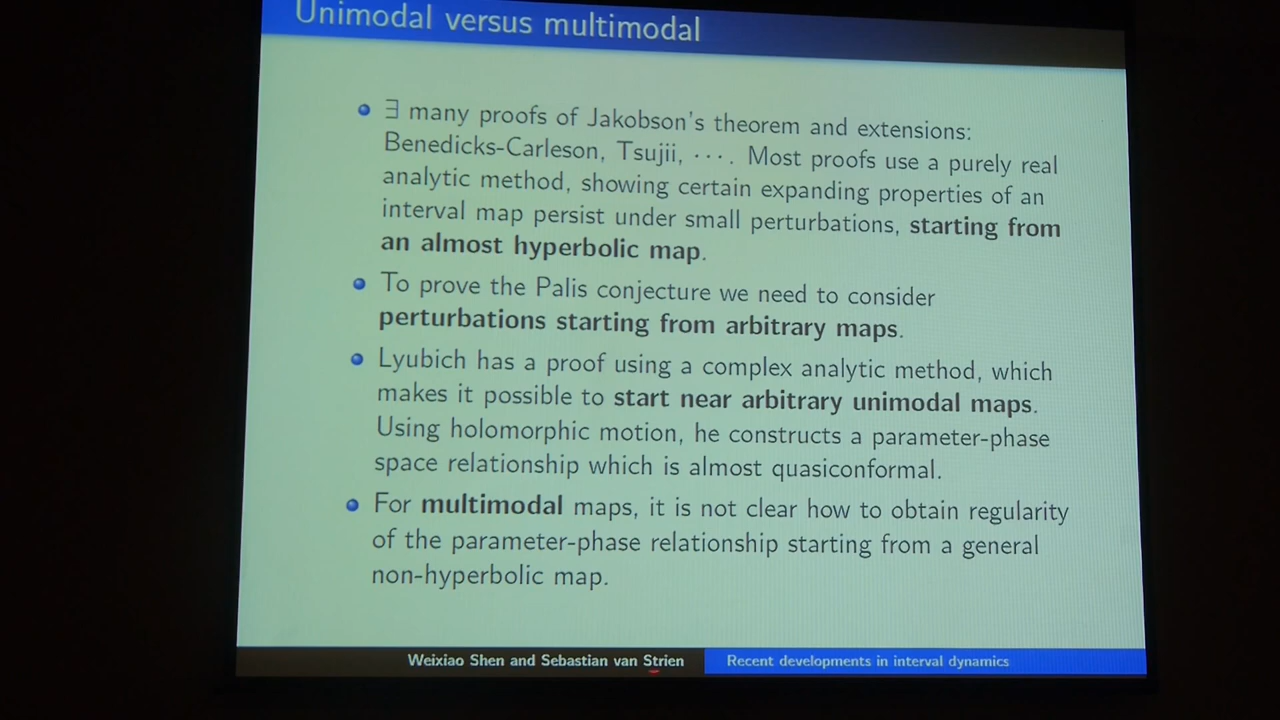 Unimodal versus multimodal
∃ many proofs of Jakobson's theorem and extensions:
Benedicks-Carleson, Tsujii, ⋯. Most proofs use a purely real
analytic method, showing certain expanding properties of an
interval map persist under small perturbations, starting from
an almost hyperbolic map.
To prove the Palis conjecture we need to consider
perturbations starting from arbitrary maps.
Lyubich has a proof using a complex analytic method, which
makes it possible to start near arbitrary unimodal maps.
Using holomorphic motion, he constructs a parameter-phase
space relationship which is almost quasiconformal.
For multimodal maps, it is not clear how to obtain regularity
of the parameter-phase relationship starting from a general
non-hyperbolic map.
Weixiao Shen and Sebastian van Strien
Recent developments in interval dynamics